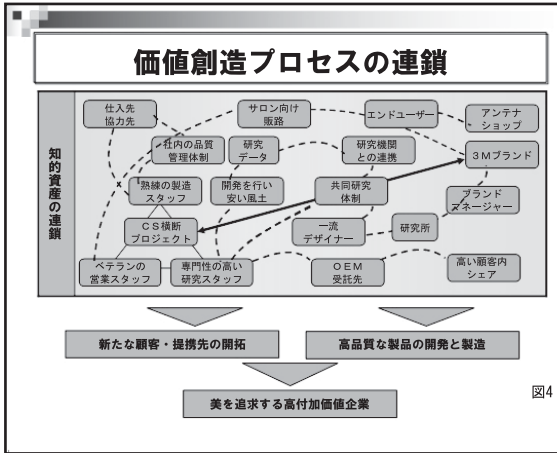 価値創造プロセスの連鎖
知的資産の連鎖
仕入先
協力先
サロン向け
販路
エンドユーザー
アンテナ
ショップ
社内の品質
管理体制
研究
データ
研究機関
との連携
3Mブランド
熟練の製造
スタッフ
開発を行い
安い風土
共同研究
体制
ブランド
マネージャー
CS横断
プロジェクト
一流
デザイナー
研究所
ベテランの
営業スタッフ
専門性の高い
研究スタッフ
OEM
受託先
高い顧客内
シェア
新たな顧客・提携先の開拓
高品質な製品の開発と製造
美を追求する高付加価値企業
図4